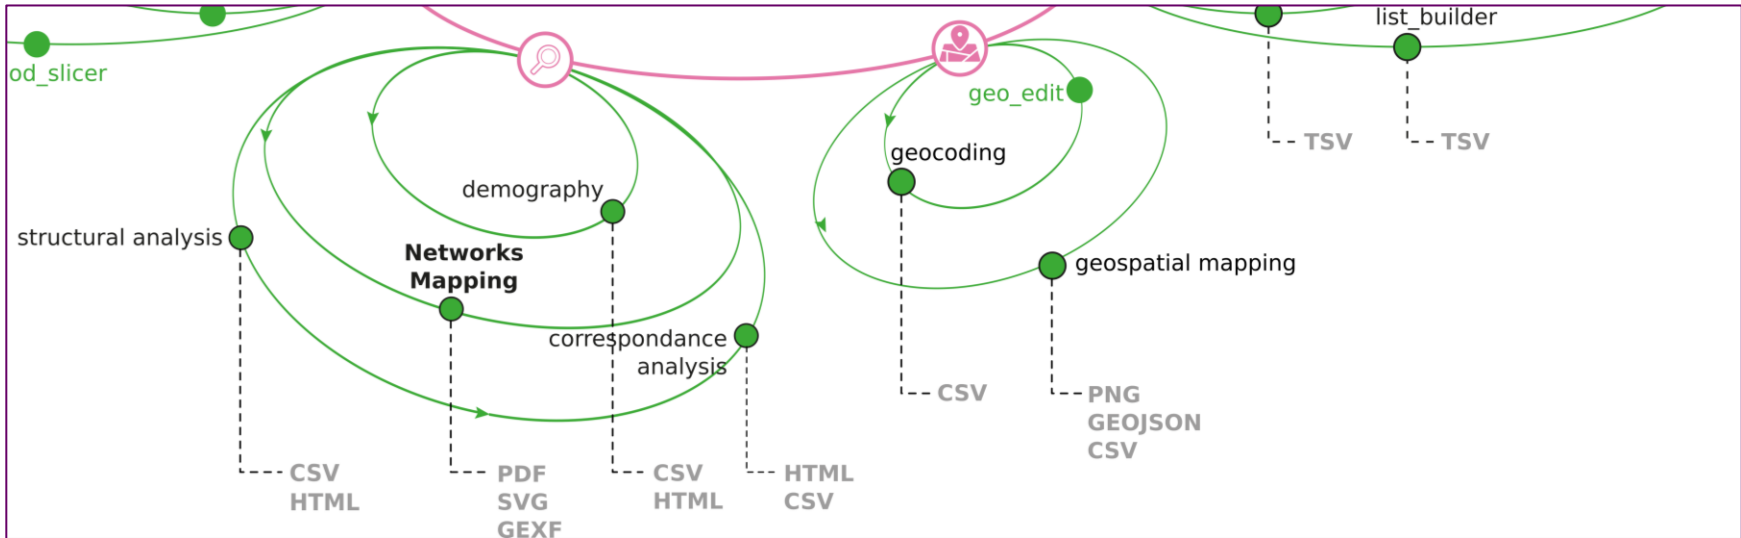 list_builder
od_slicer
geo_edit
TSV
TSV
geocoding
demography
structural analysis
Networks
Mapping
geospatial mapping
correspondance
analysis
CSV
PNG
GEOJSON
CSV
CSV
HTML
PDF
SVG
GEXF
CSV
HTML
HTML
CSV